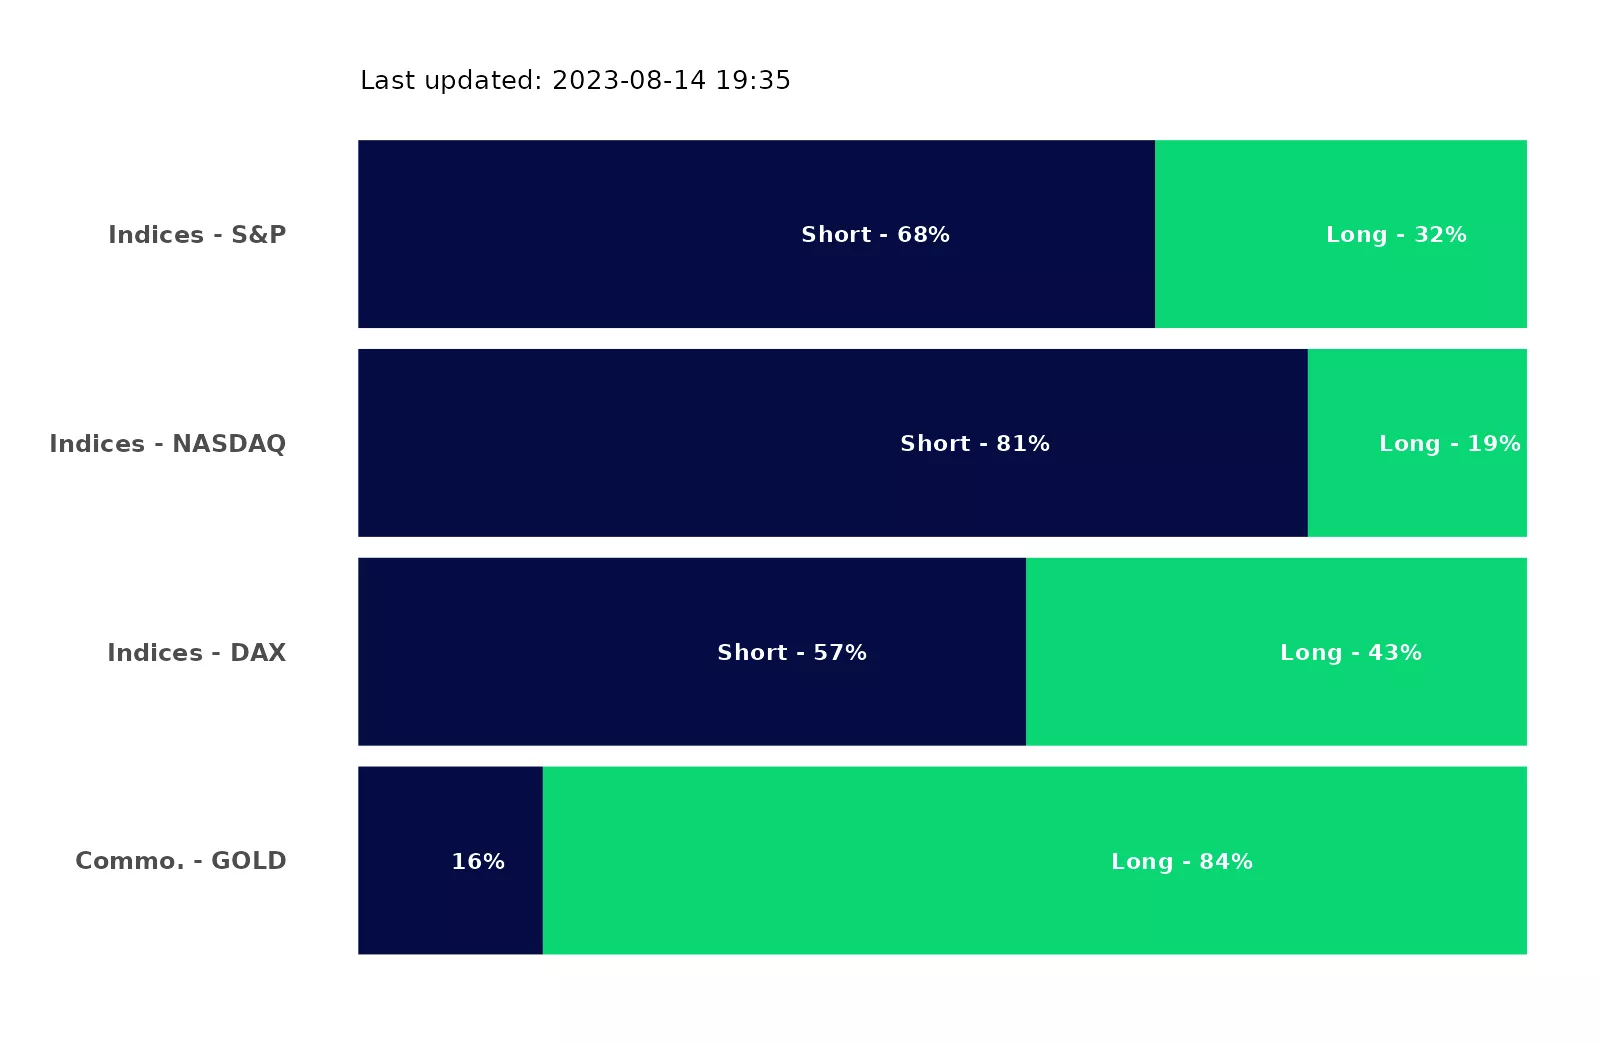 Last updated: 2023-08-14 19:35
Indices - S&P
Short - 68%
Long - 32%
Indices - NASDAQ
Short - 81%
Long - 19%
Indices - DAX
Short - 57%
Long - 43%
Commo. - GOLD
16%
Long - 84%